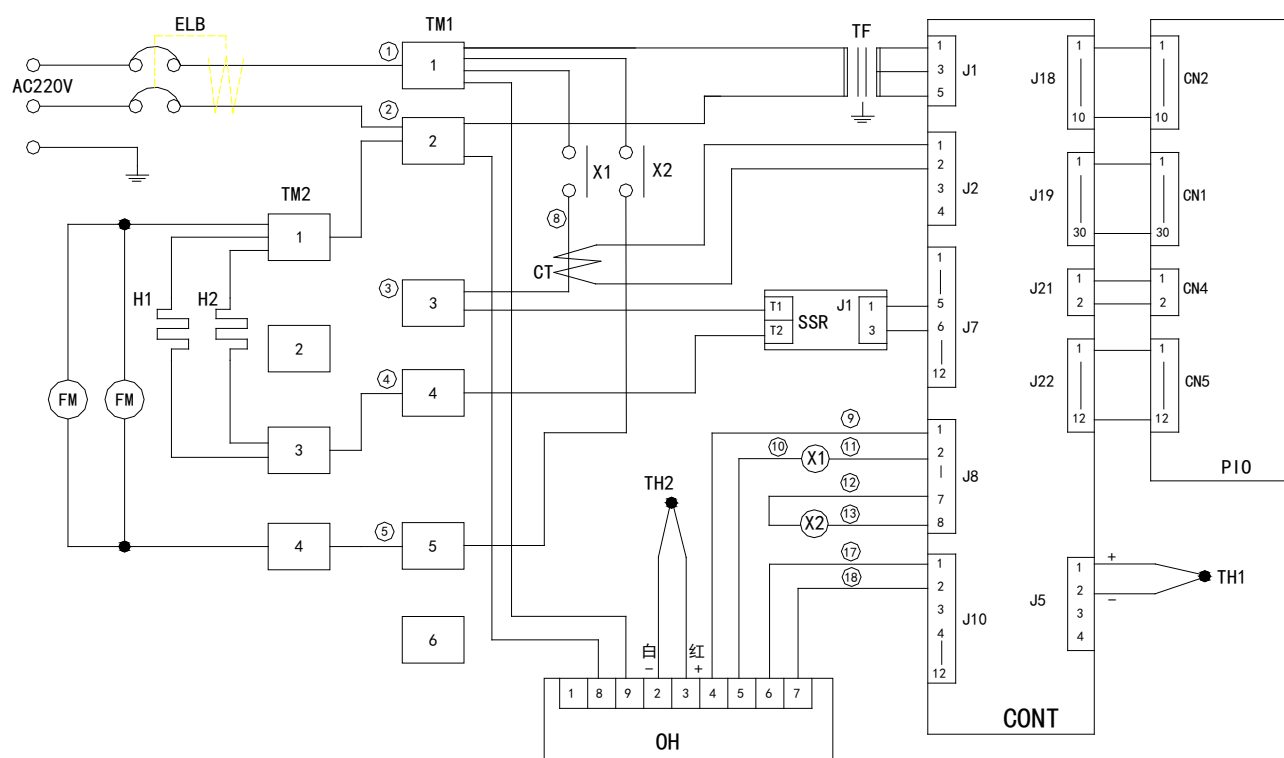 ELB
TM1
TF
AC220V
①
1
②
2
X1
X2
⑧
CT
TM2
1
H1
H2
2
3
4
FM
FM
③
3
④
4
⑤
5
6
T1
T2
SSR
J1
1
3
1
3
5
J1
1
2
3
4
J2
1
5
6
12
J7
⑨
⑩
X1
⑪
⑫
X2
⑬
1
2
7
8
J8
⑰
⑱
1
2
3
4
12
J10
TH2
白
-
红
+
1
8
9
2
3
4
5
6
7
OH
J18
1
10
1
10
CN2
J19
1
30
1
30
CN1
J21
1
2
1
2
CN4
J22
1
12
1
12
CN5
PIO
J5
1
2
3
4
+
-
TH1
CONT